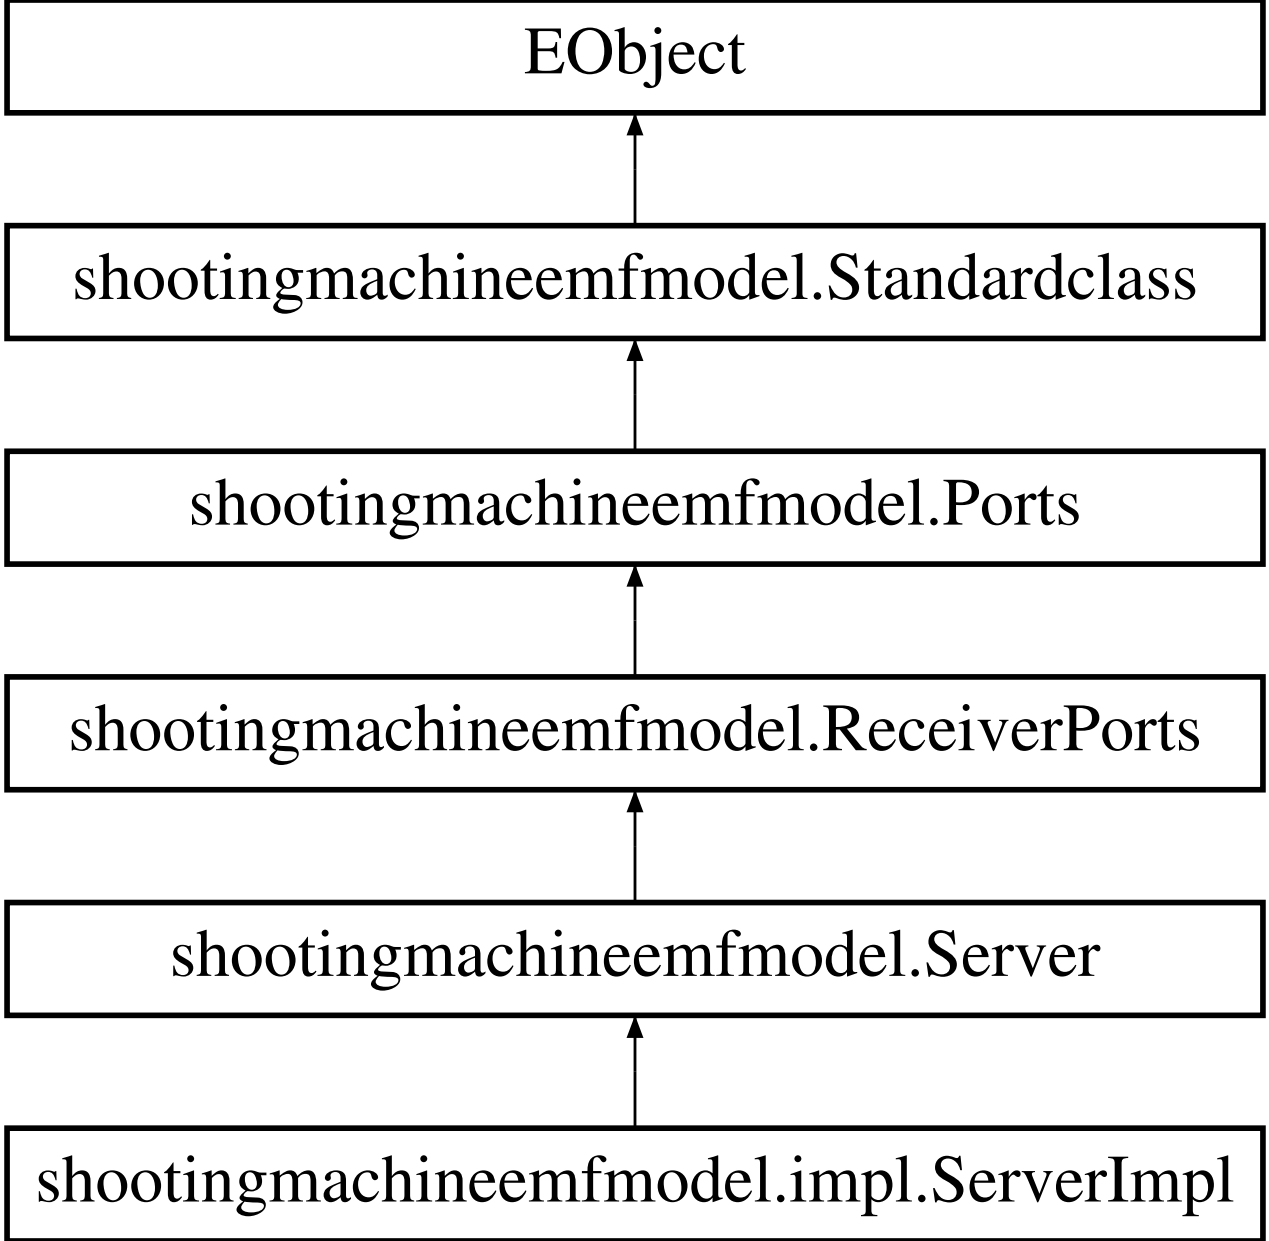 EObject
shootingmachineemfmodel.Standardclass
shootingmachineemfmodel.Ports
shootingmachineemfmodel.ReceiverPorts
shootingmachineemfmodel.Server
shootingmachineemfmodel.impl.ServerImpl